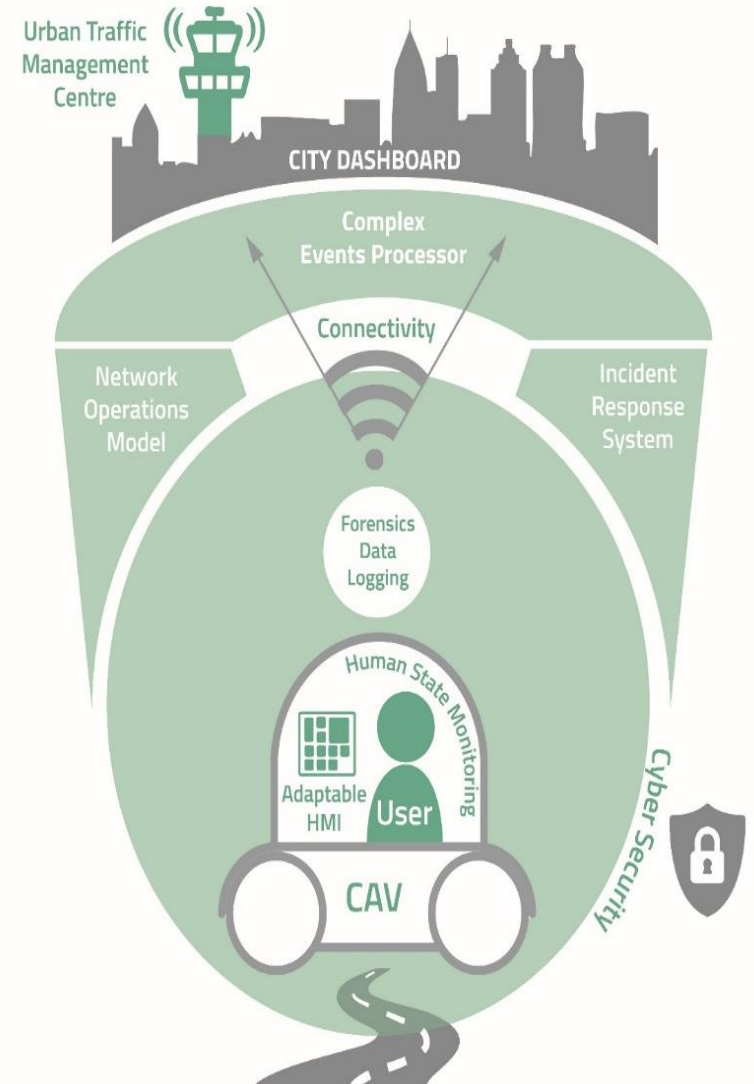 Urban Traffic
Management
Centre
CITY DASHBOARD
Complex
Events Processor
Connectivity
Network
Operations
Model
Incident
Response
System
Forensics
Data
Logging
Human State Monitoring
Adaptable
HMI
User
CAV
Cyber Security